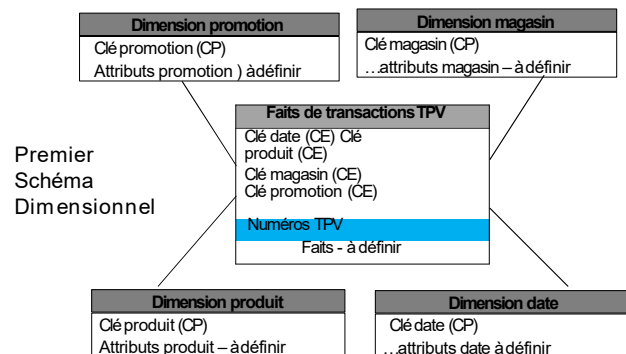 Dimension promotion
Clé promotion (CP)
Attributs promotion ) à définir
Dimension magasin
Clé magasin (CP)
…attributs magasin – à définir
Premier
Schéma
Dimensionnel
Faits de transactions TPV
Clé date (CE) Clé
produit (CE)
Clé magasin (CE)
Clé promotion (CE)
Numéros TPV
Faits - à définir
Dimension produit
Clé produit (CP)
Attributs produit – à définir
Dimension date
Clé date (CP)
…attributs date à définir